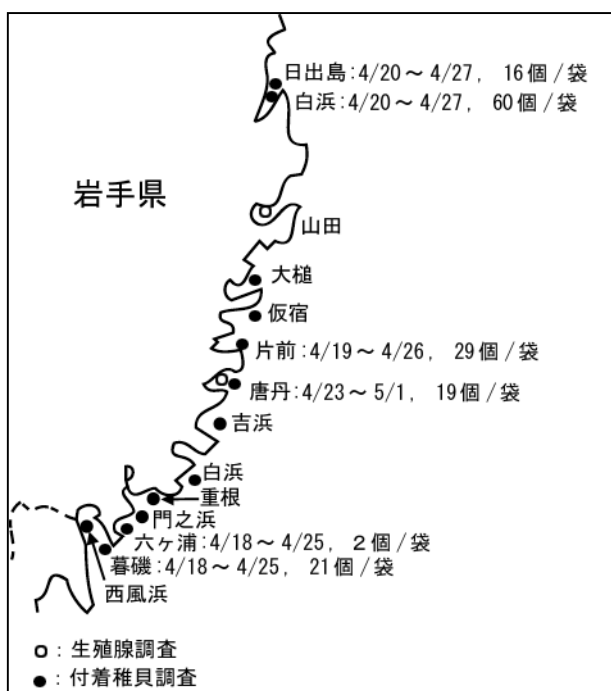 日出島:4/20～4/27, 16個/袋
白浜:4/20～4/27, 60個/袋
岩手県
山田
大槌
仮宿
片前:4/19～4/26, 29個/袋
唐丹:4/23～5/1, 19個/袋
吉浜
白浜
重根
門之浜
六ヶ浦:4/18～4/25, 2個/袋
暮磯:4/18～4/25, 21個/袋
西風浜
○:生殖腺調査
●:付着稚貝調査